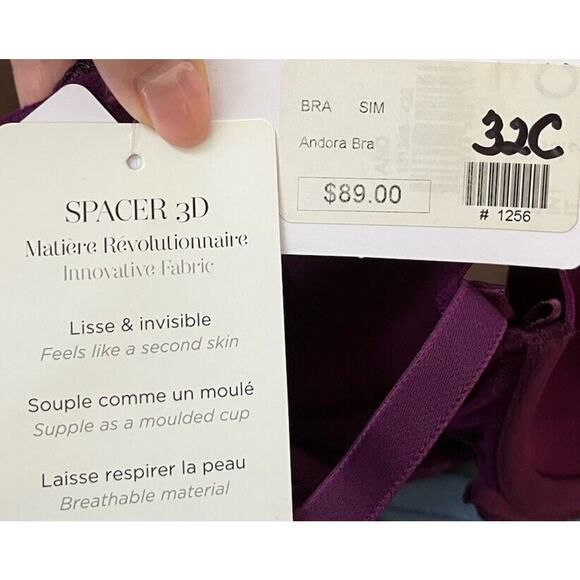 SPACER 3D
Matière Révolutionnaire
Innovative Fabric
Lisse & invisible
Feels like a second skin
Souple comme un moulé
Supple as a moulded cup
Laisse respirer la peau
Breathable material
BRA SIM
32C
Andora Bra
$89.00
# 1256